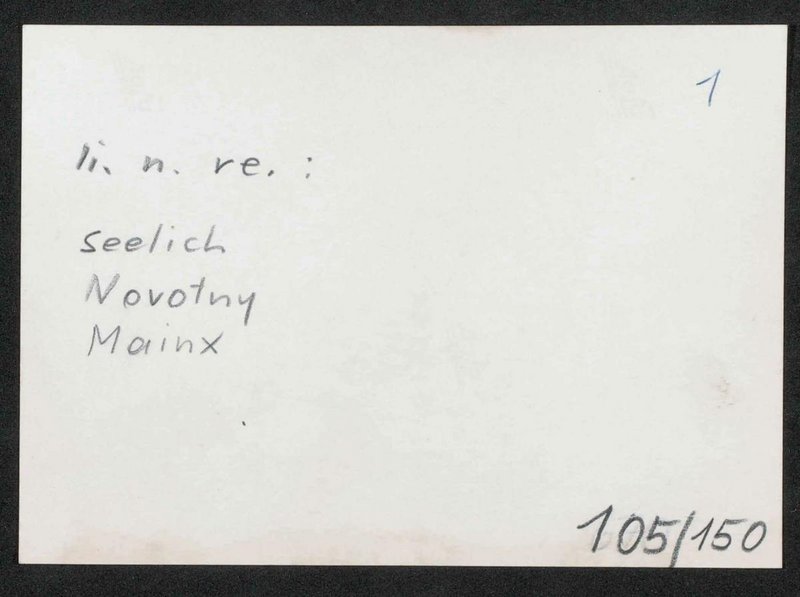 1
li. n. re. :
Seelich
Novotny
Mainx
105/150